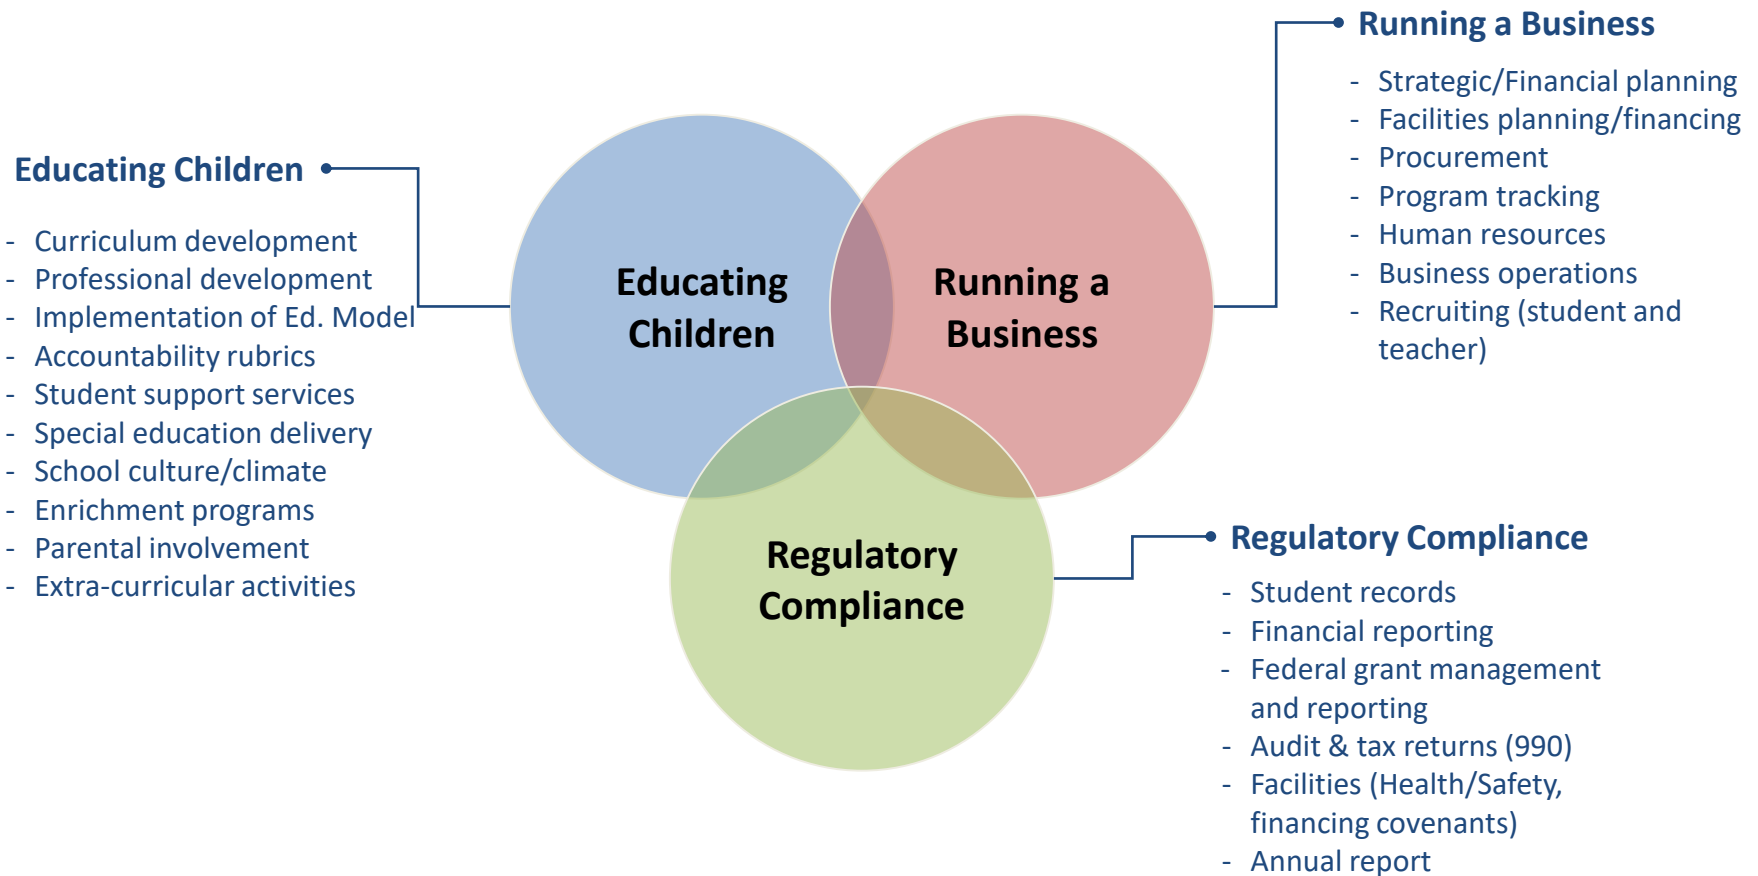 Educating Children
- Curriculum development
- Professional development
- Implementation of Ed. Model
- Accountability rubrics
- Student support services
- Special education delivery
- School culture/climate
- Enrichment programs
- Parental involvement
- Extra-curricular activities
Educating
Children
Running a
Business
Regulatory
Compliance
Running a Business
- Strategic/Financial planning
- Facilities planning/financing
- Procurement
- Program tracking
- Human resources
- Business operations
- Recruiting (student and
teacher)
Regulatory Compliance
- Student records
- Financial reporting
- Federal grant management
and reporting
- Audit & tax returns (990)
- Facilities (Health/Safety,
financing covenants)
- Annual report